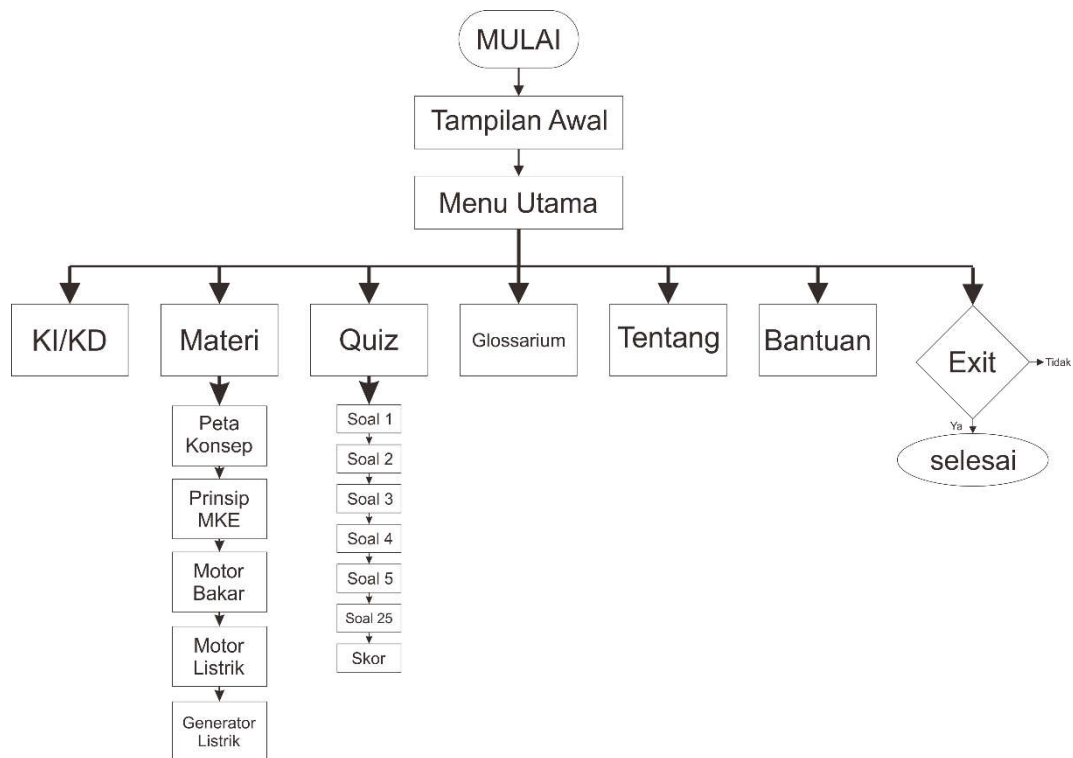 MULAI
Tampilan Awal
Menu Utama
KI/KD
Materi
Quiz
Glossarium
Tentang
Bantuan
Exit
Tidak
Ya
selesai
Peta
Konsep
Prinsip
MKE
Motor
Bakar
Motor
Listrik
Generator
Listrik
Soal 1
Soal 2
Soal 3
Soal 4
Soal 5
Soal 25
Skor